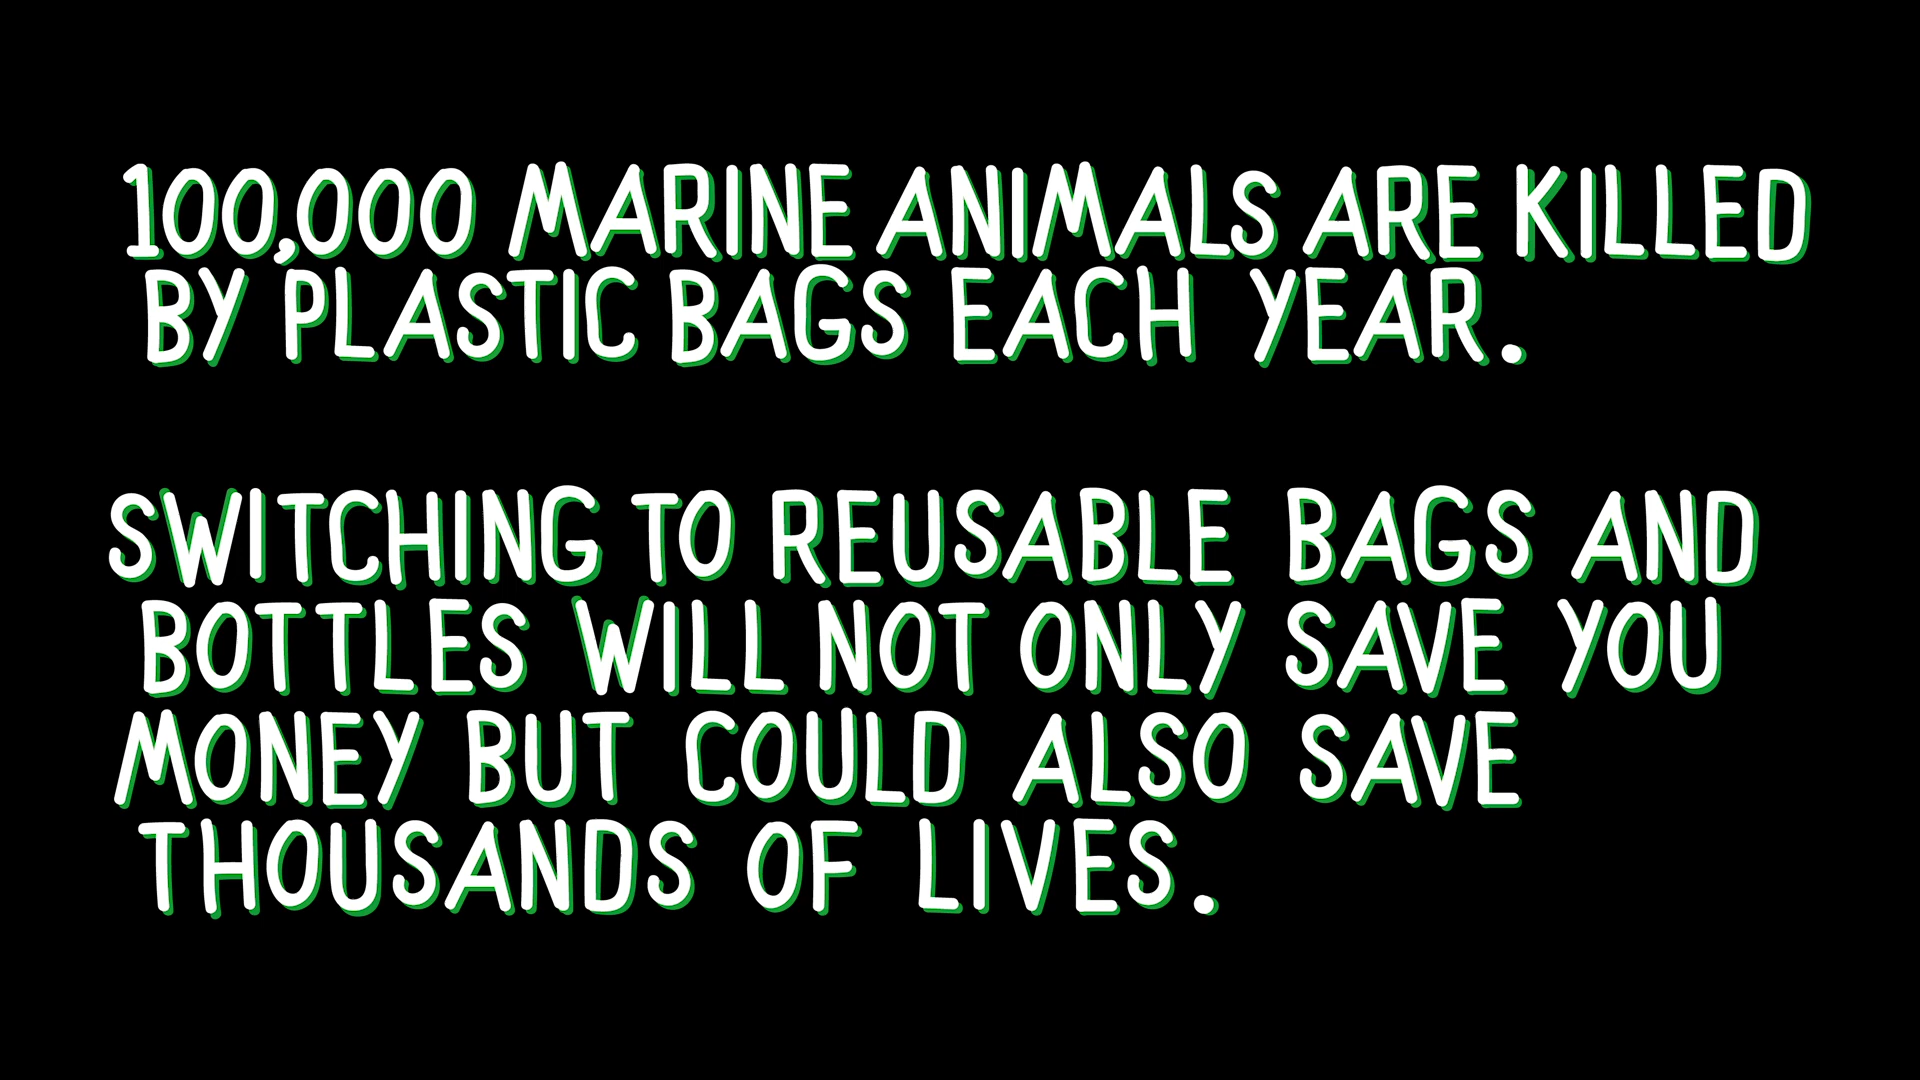 100,000 MARINE ANIMALS ARE KILLED
BY PLASTIC BAGS EACH YEAR.
SWITCHING TO REUSABLE BAGS AND
BOTTLES WILL NOT ONLY SAVE YOU
MONEY BUT COULD ALSO SAVE
THOUSANDS OF LIVES.